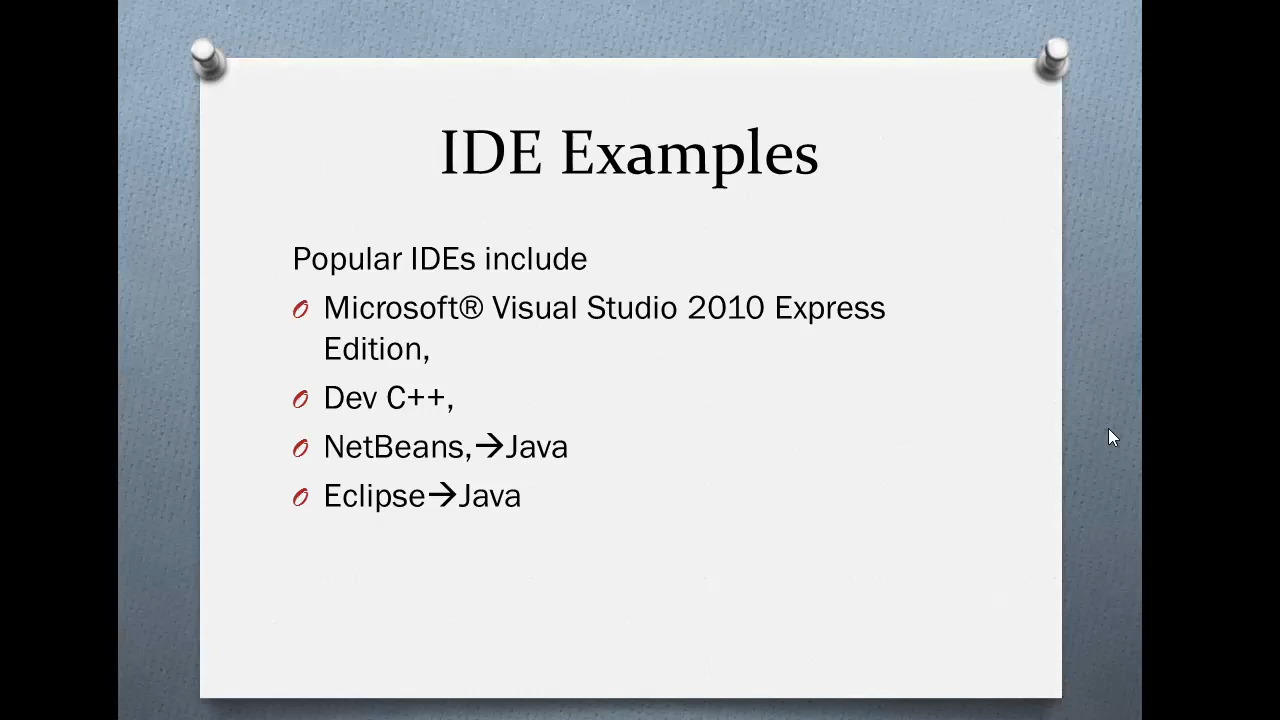 IDE Examples
Popular IDEs include
Microsoft® Visual Studio 2010 Express
Edition,
Dev C++,
NetBeans,→Java
Eclipse→Java